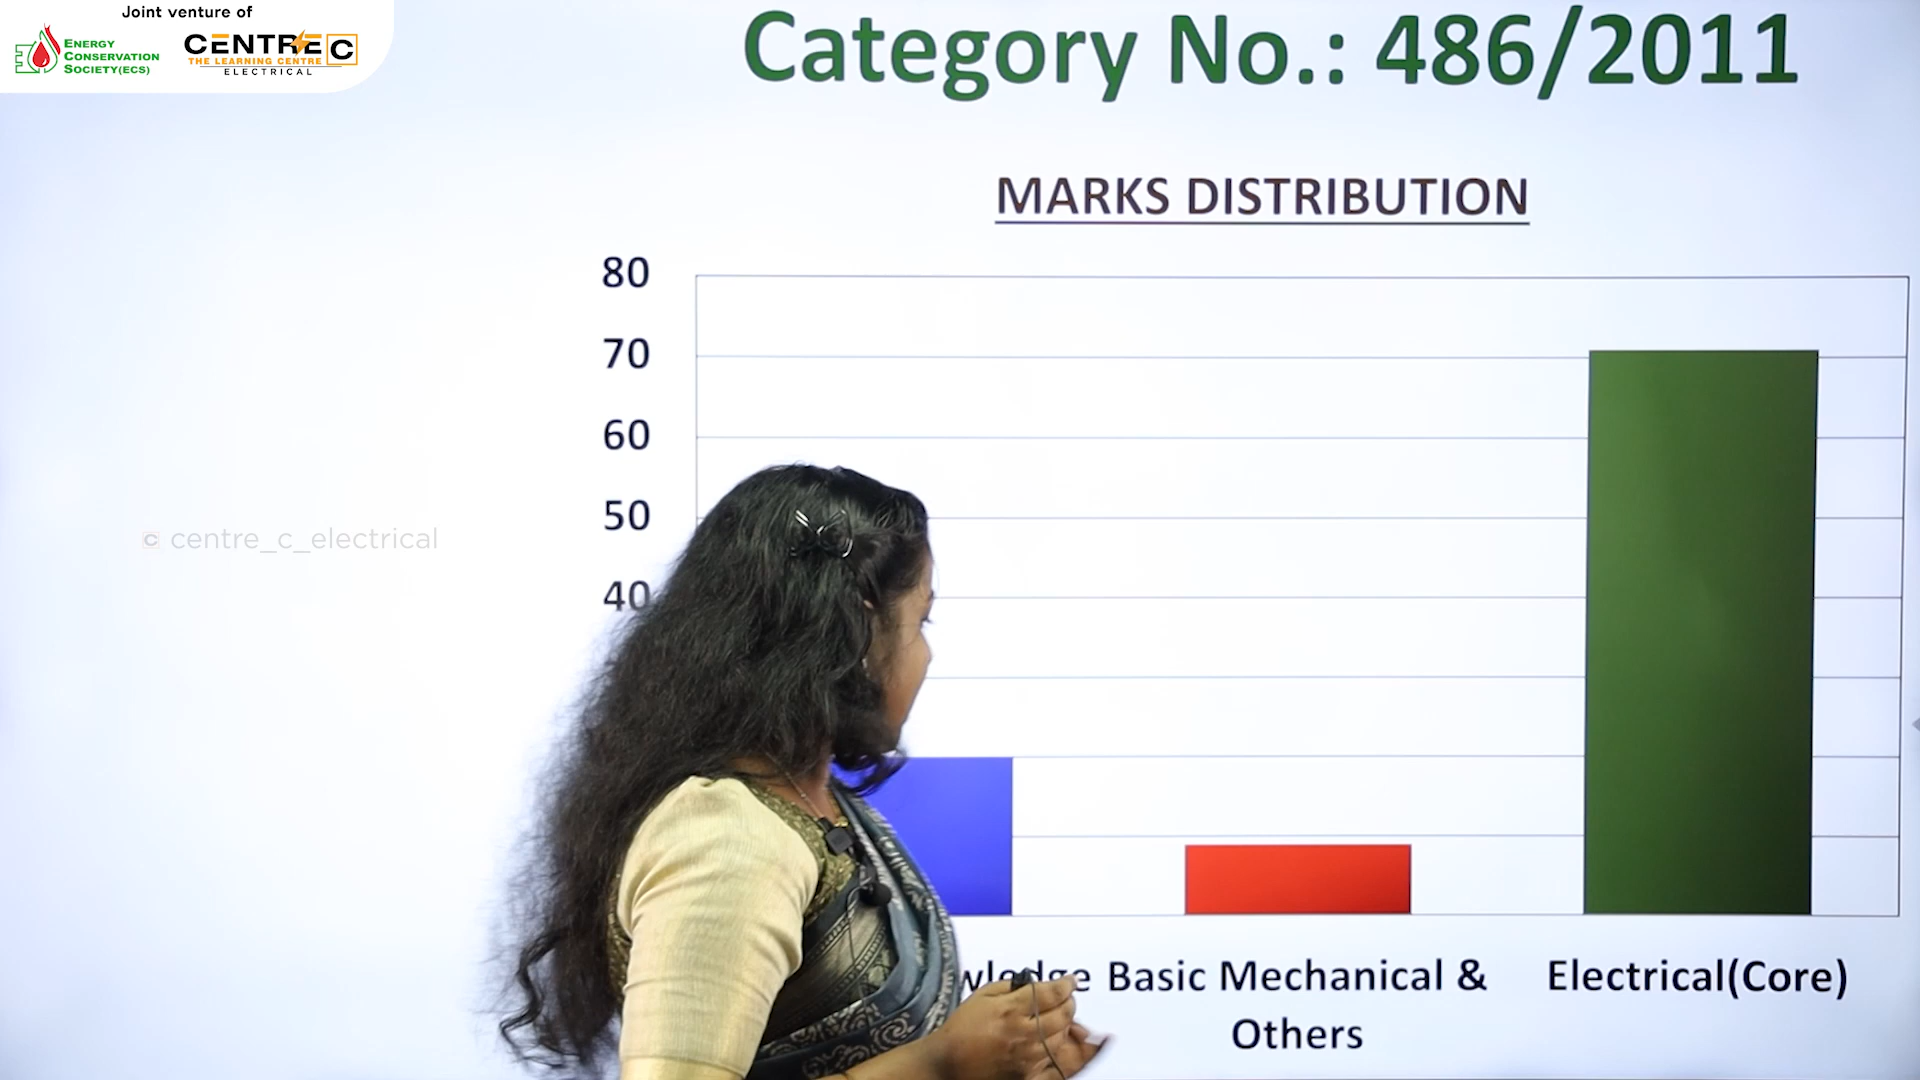 Joint venture of
ENERGY
CONSERVATION
SOCIETY(ECS)
CENTRE C
THE LEARNING CENTRE
ELECTRICAL
Category No.: 486/2011
MARKS DISTRIBUTION
80
70
60
50
40
centre_c_electrical
Basic Mechanical &
Others
Electrical(Core)